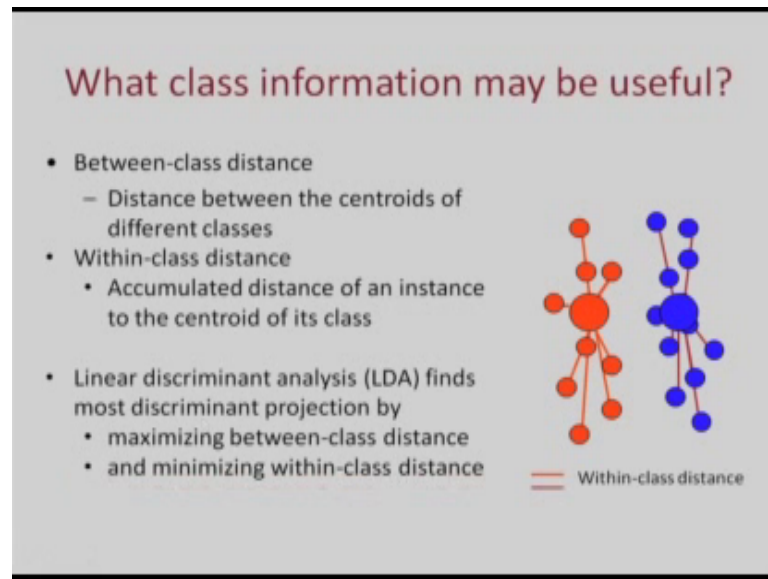 What class information may be useful?
• Between-class distance
– Distance between the centroids of
different classes
• Within-class distance
• Accumulated distance of an instance
to the centroid of its class
• Linear discriminant analysis (LDA) finds
most discriminant projection by
• maximizing between-class distance
• and minimizing within-class distance
Within-class distance